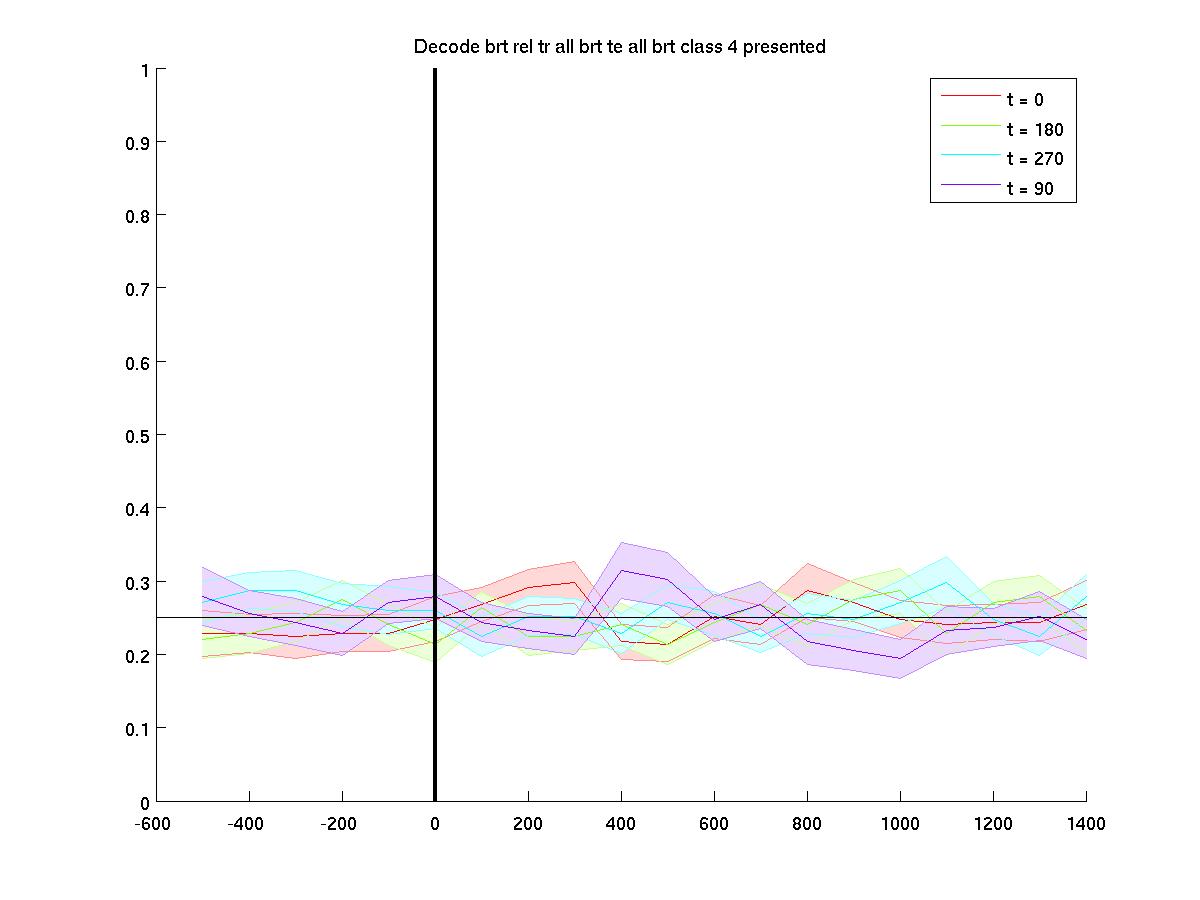 Decode brt rel tr all brt te all brt class 4 presented
1
0.9
0.8
0.7
0.6
0.5
0.4
0.3
0.2
0.1
0
t = 0
t = 180
t = 270
t = 90
-600 -400 -200 0 200 400 600 800 1000 1200 1400